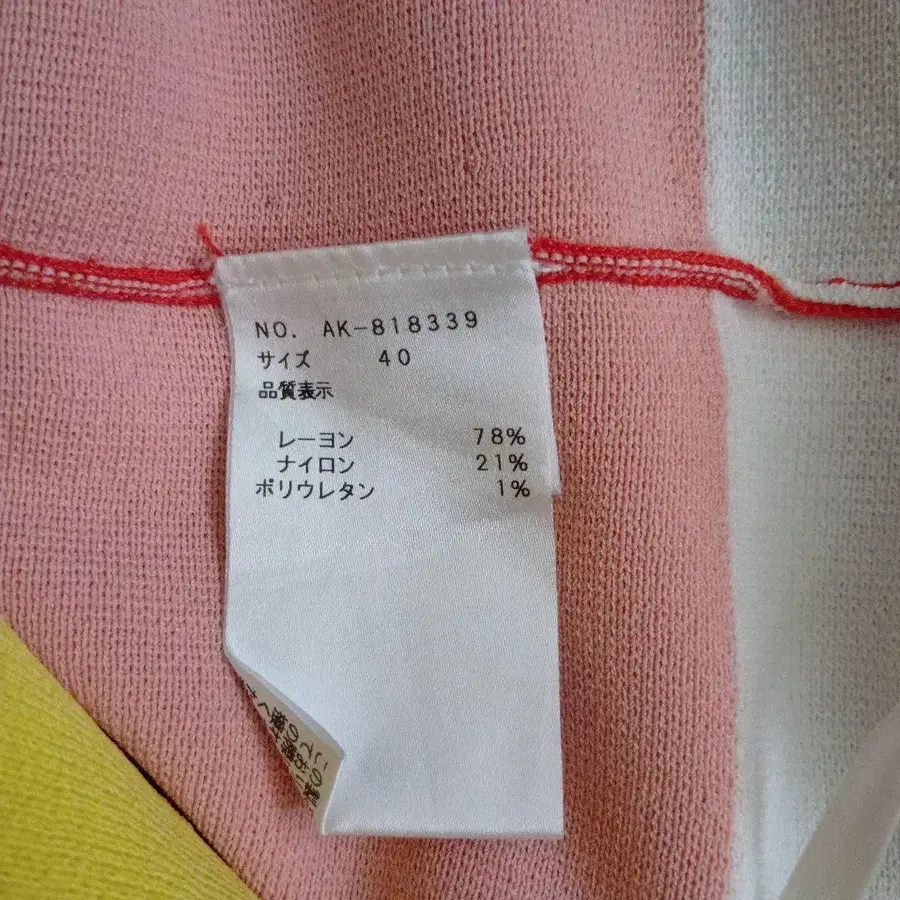 NO. AK-818339
サイズ 40
品質表示
レーヨン 78%
ナイロン 21%
ポリウレタン 1%